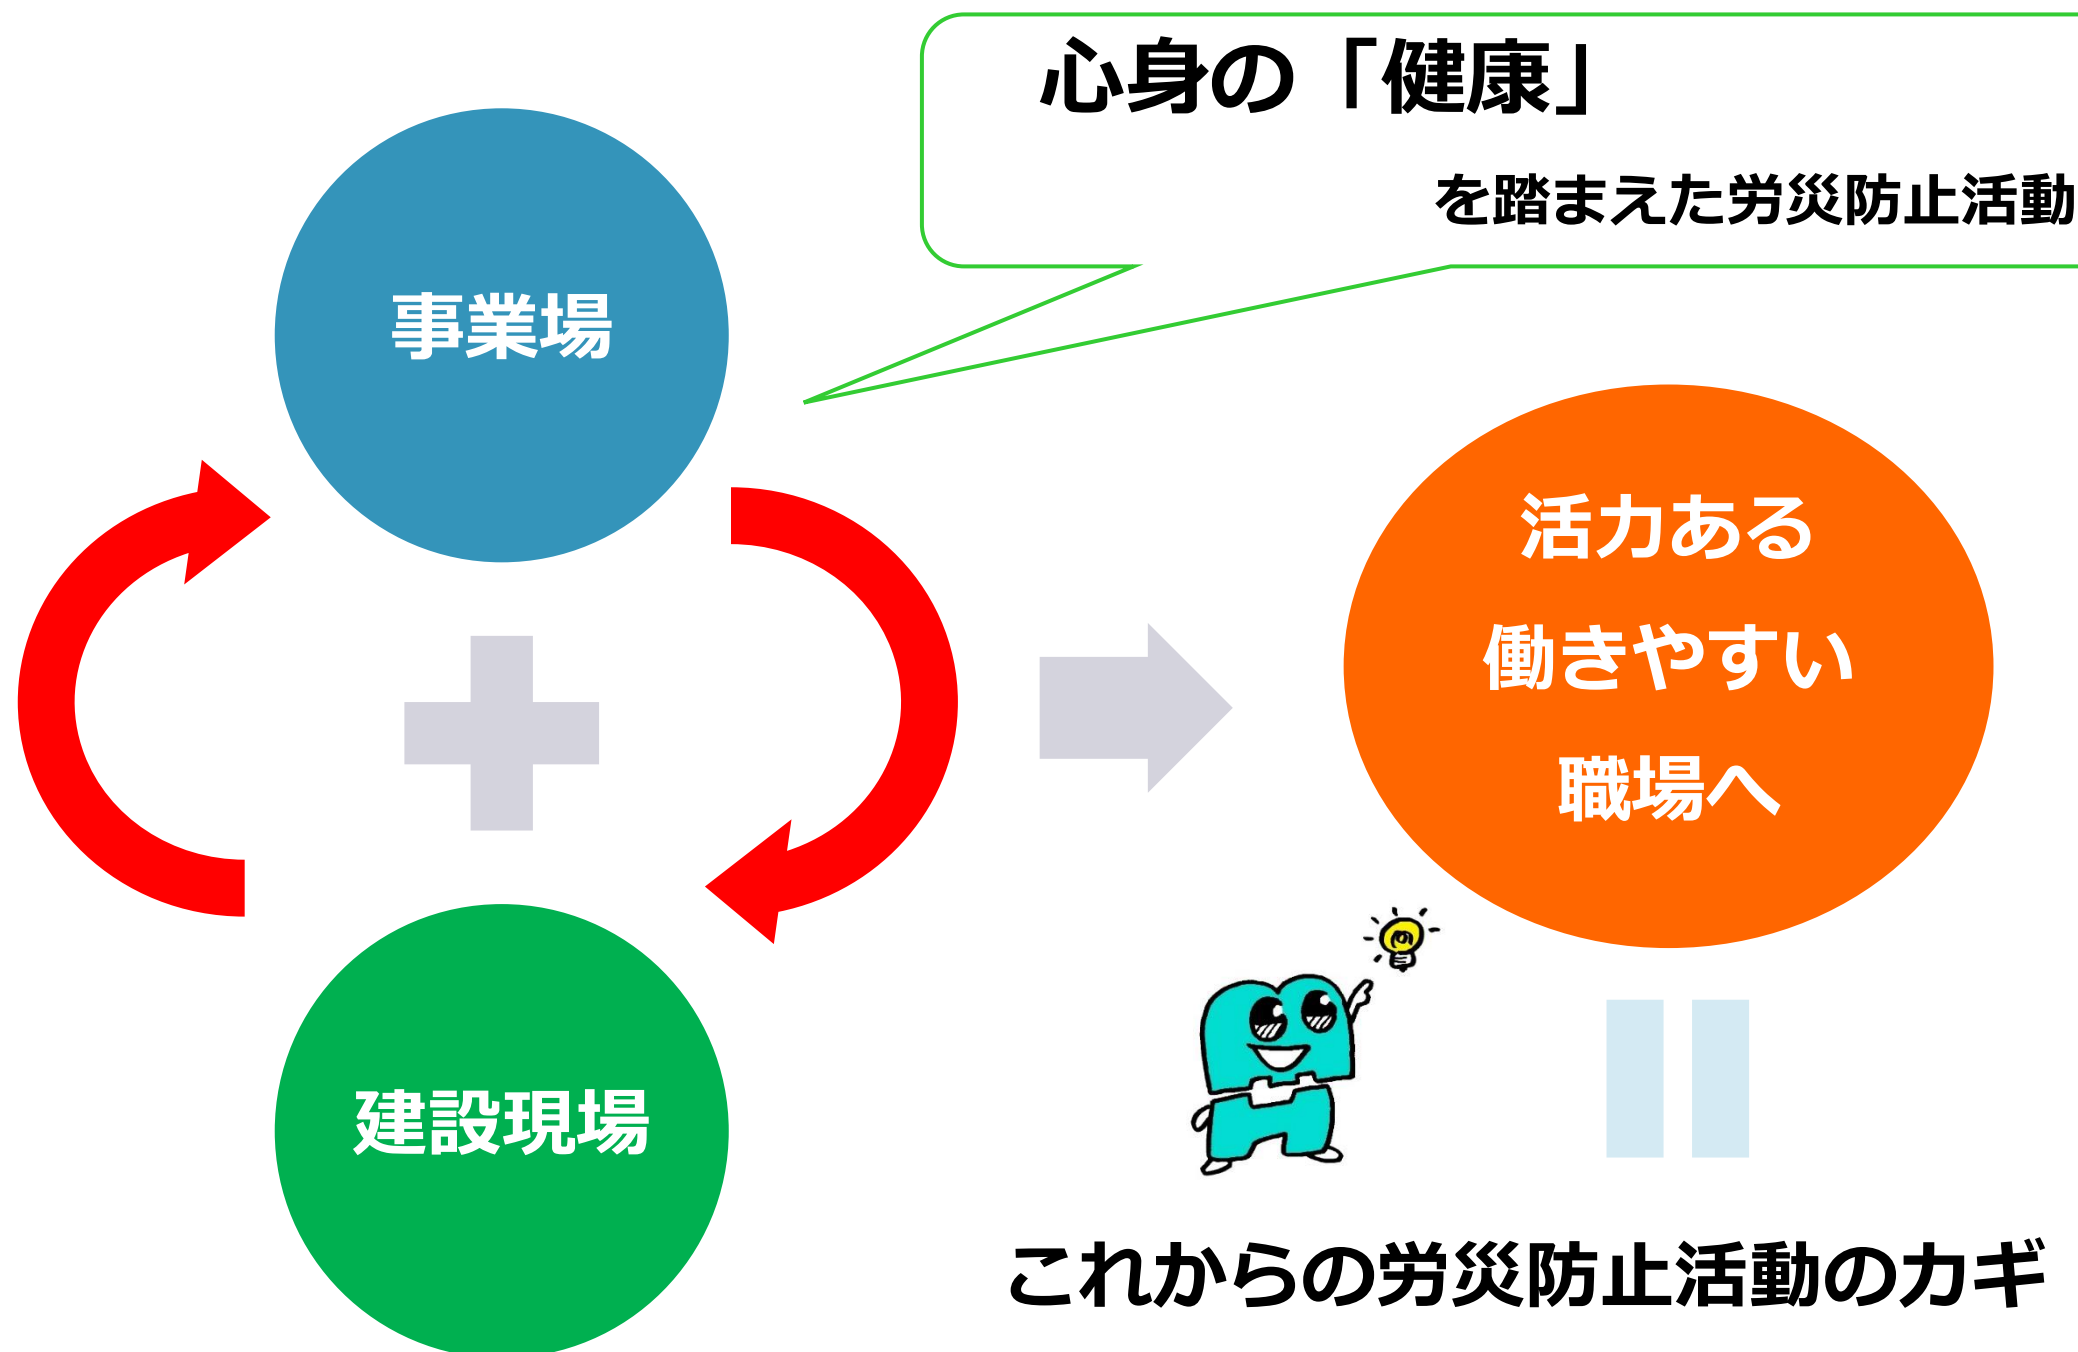 心身の「健康」
を踏まえた労災防止活動
事業場
活力ある
働きやすい
職場へ
建設現場
これからの労災防止活動のカギ